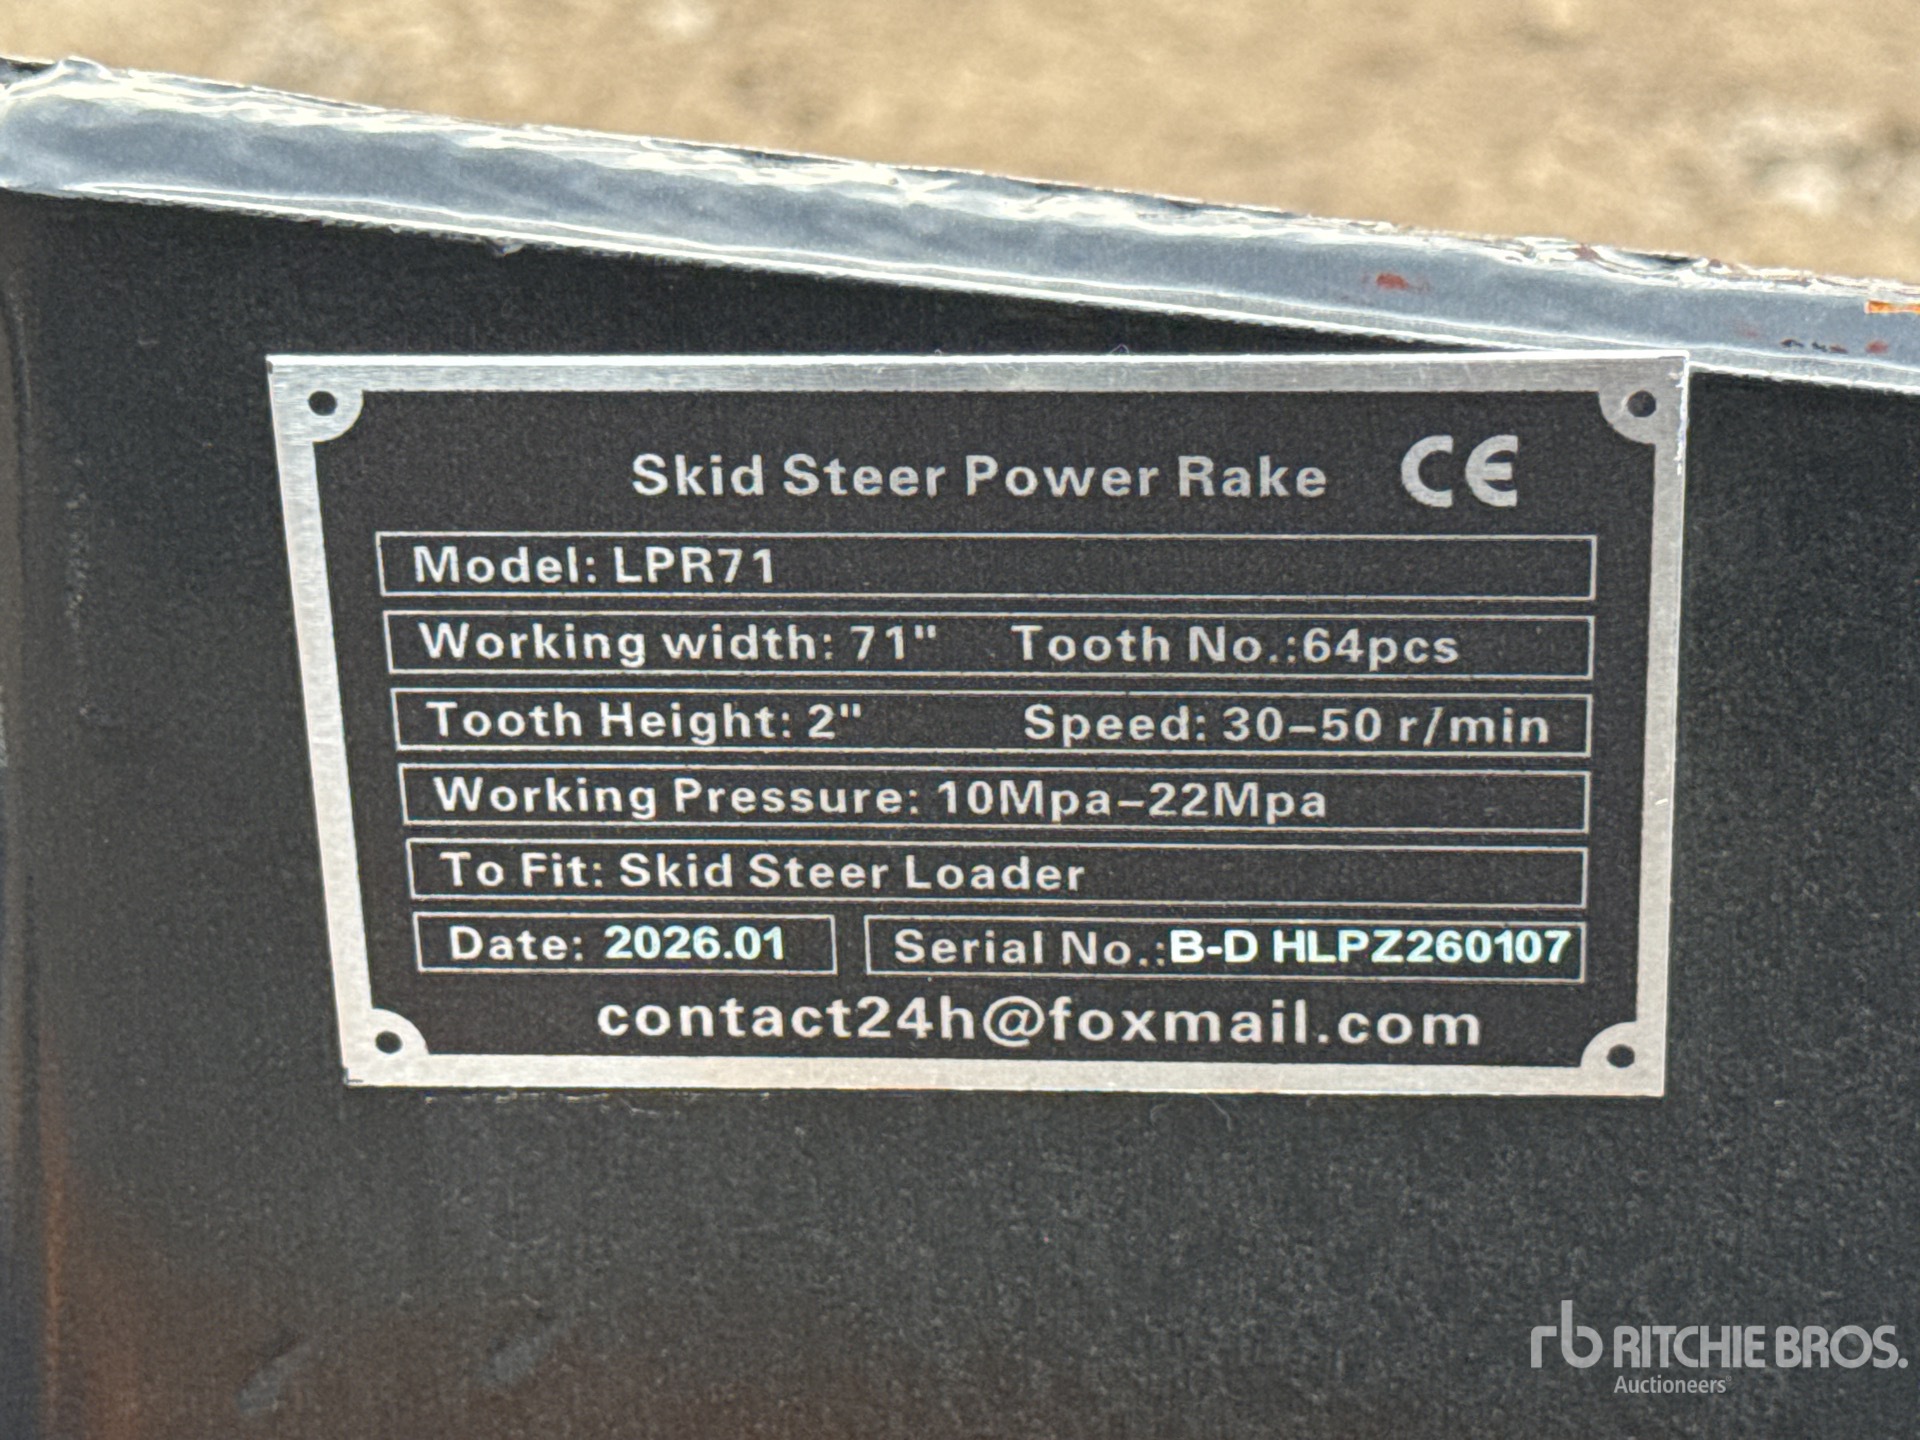 Skid Steer Power Rake CE
Model: LPR71
Working width: 71" Tooth No.:64pcs
Tooth Height: 2" Speed: 30-50 r/min
Working Pressure: 10Mpa-22Mpa
To Fit: Skid Steer Loader
Date: 2026.01 Serial No.:B-D HLPZ260107
contact24h@foxmail.com
rb RITCHIE BROS.
Auctioneers